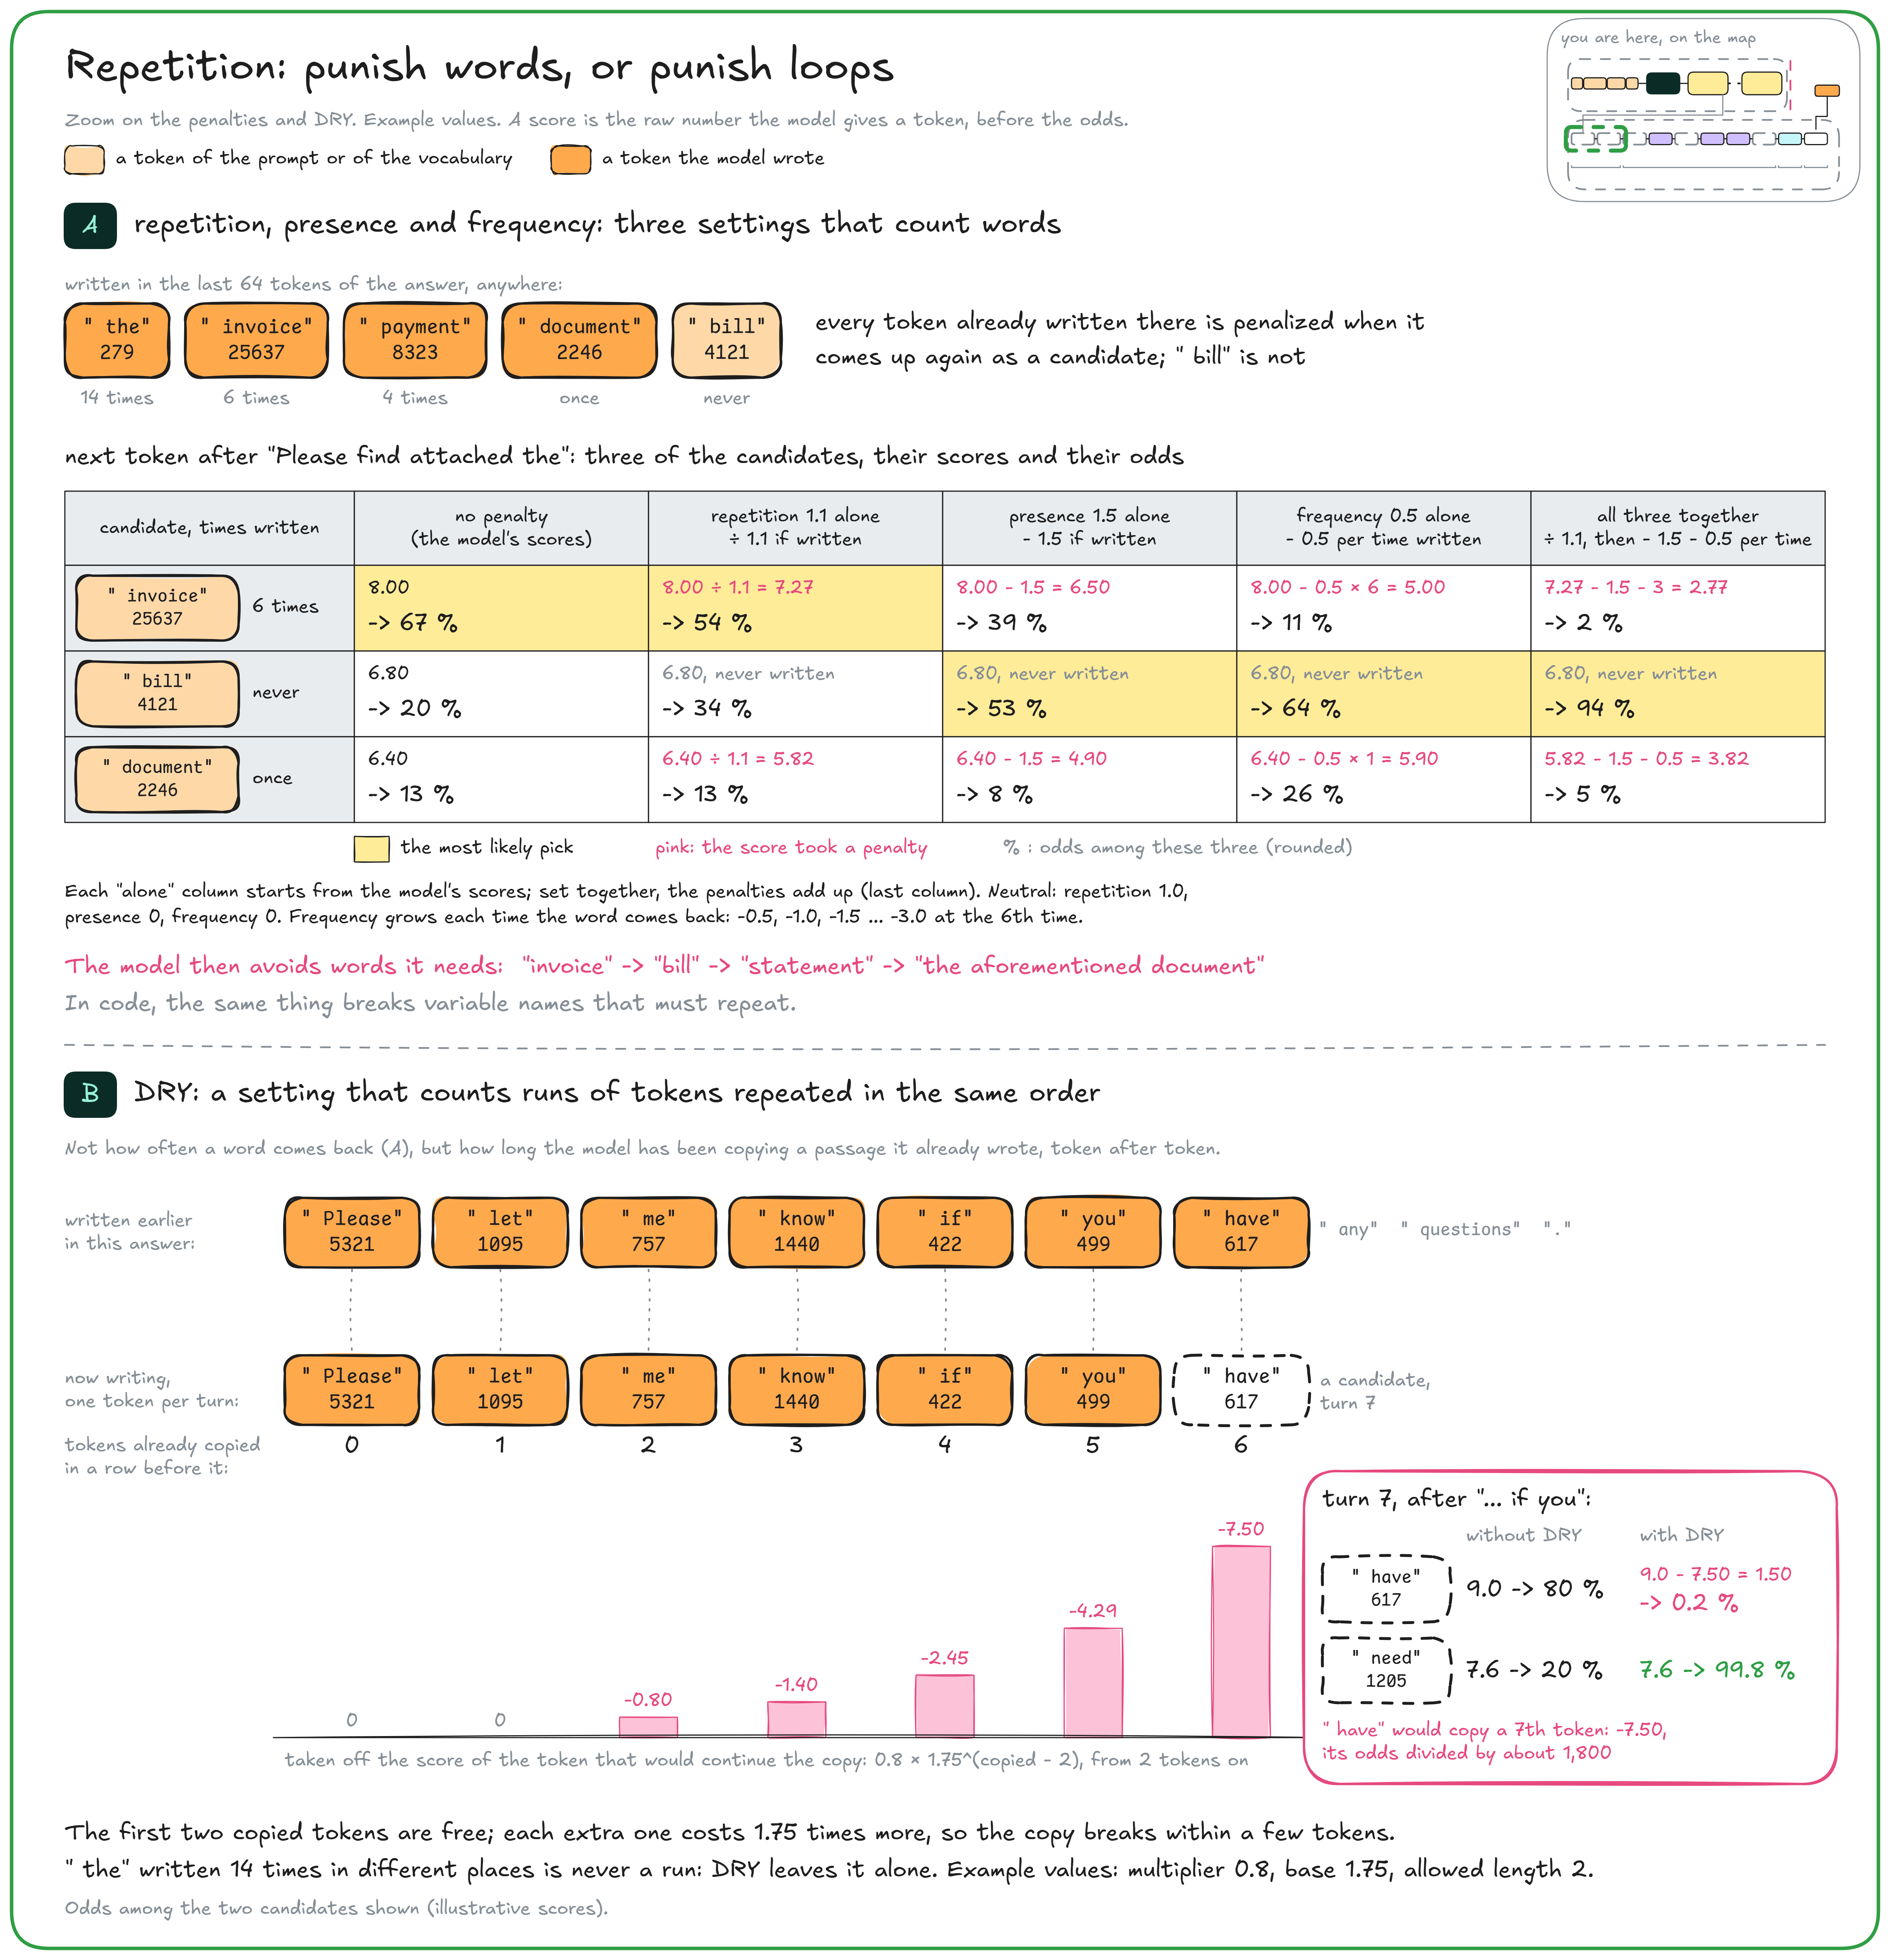 Repetition: punish words, or punish loops
you are here, on the map
Zoom on the penalties and DRY. Example values. A score is the raw number the model gives a token, before the odds.
a token of the prompt or of the vocabulary
a token the model wrote
A
repetition, presence and frequency: three settings that count words
written in the last 64 tokens of the answer, anywhere:
" the"
279
14 times
" invoice"
25637
6 times
" payment"
8323
4 times
" document"
2246
once
" bill"
4121
never
every token already written there is penalized when it
comes up again as a candidate; " bill" is not
next token after "Please find attached the": three of the candidates, their scores and their odds
candidate, times written
no penalty
(the model's scores)
repetition 1.1 alone
÷ 1.1 if written
presence 1.5 alone
- 1.5 if written
frequency 0.5 alone
- 0.5 per time written
all three together
÷ 1.1, then - 1.5 - 0.5 per time
" invoice"
25637
6 times
8.00
-> 67 %
8.00 ÷ 1.1 = 7.27
-> 54 %
8.00 - 1.5 = 6.50
-> 39 %
8.00 - 0.5 × 6 = 5.00
-> 11 %
7.27 - 1.5 - 3 = 2.77
-> 2 %
" bill"
4121
never
6.80
-> 20 %
6.80, never written
-> 34 %
6.80, never written
-> 53 %
6.80, never written
-> 64 %
6.80, never written
-> 94 %
" document"
2246
once
6.40
-> 13 %
6.40 ÷ 1.1 = 5.82
-> 13 %
6.40 - 1.5 = 4.90
-> 8 %
6.40 - 0.5 × 1 = 5.90
-> 26 %
5.82 - 1.5 - 0.5 = 3.82
-> 5 %
the most likely pick
pink: the score took a penalty
% : odds among these three (rounded)
Each "alone" column starts from the model's scores; set together, the penalties add up (last column). Neutral: repetition 1.0,
presence 0, frequency 0. Frequency grows each time the word comes back: -0.5, -1.0, -1.5 ... -3.0 at the 6th time.
The model then avoids words it needs: "invoice" -> "bill" -> "statement" -> "the aforementioned document"
In code, the same thing breaks variable names that must repeat.
B
DRY: a setting that counts runs of tokens repeated in the same order
Not how often a word comes back (A), but how long the model has been copying a passage it already wrote, token after token.
written earlier
in this answer:
" Please"
5321
" let"
1095
" me"
757
" know"
1440
" if"
422
" you"
499
" have"
617
" any" " questions" "."
now writing,
one token per turn:
" Please"
5321
" let"
1095
" me"
757
" know"
1440
" if"
422
" you"
499
" have"
617
a candidate,
turn 7
tokens already copied
in a row before it:
0
1
2
3
4
5
6
0
0
-0.80
-1.40
-2.45
-4.29
-7.50
taken off the score of the token that would continue the copy: 0.8 × 1.75^(copied - 2), from 2 tokens on
turn 7, after "... if you":
without DRY
with DRY
" have"
617
9.0 -> 80 %
9.0 - 7.50 = 1.50
-> 0.2 %
" need"
1205
7.6 -> 20 %
7.6 -> 99.8 %
" have" would copy a 7th token: -7.50,
its odds divided by about 1,800
The first two copied tokens are free; each extra one costs 1.75 times more, so the copy breaks within a few tokens.
" the" written 14 times in different places is never a run: DRY leaves it alone. Example values: multiplier 0.8, base 1.75, allowed length 2.
Odds among the two candidates shown (illustrative scores).